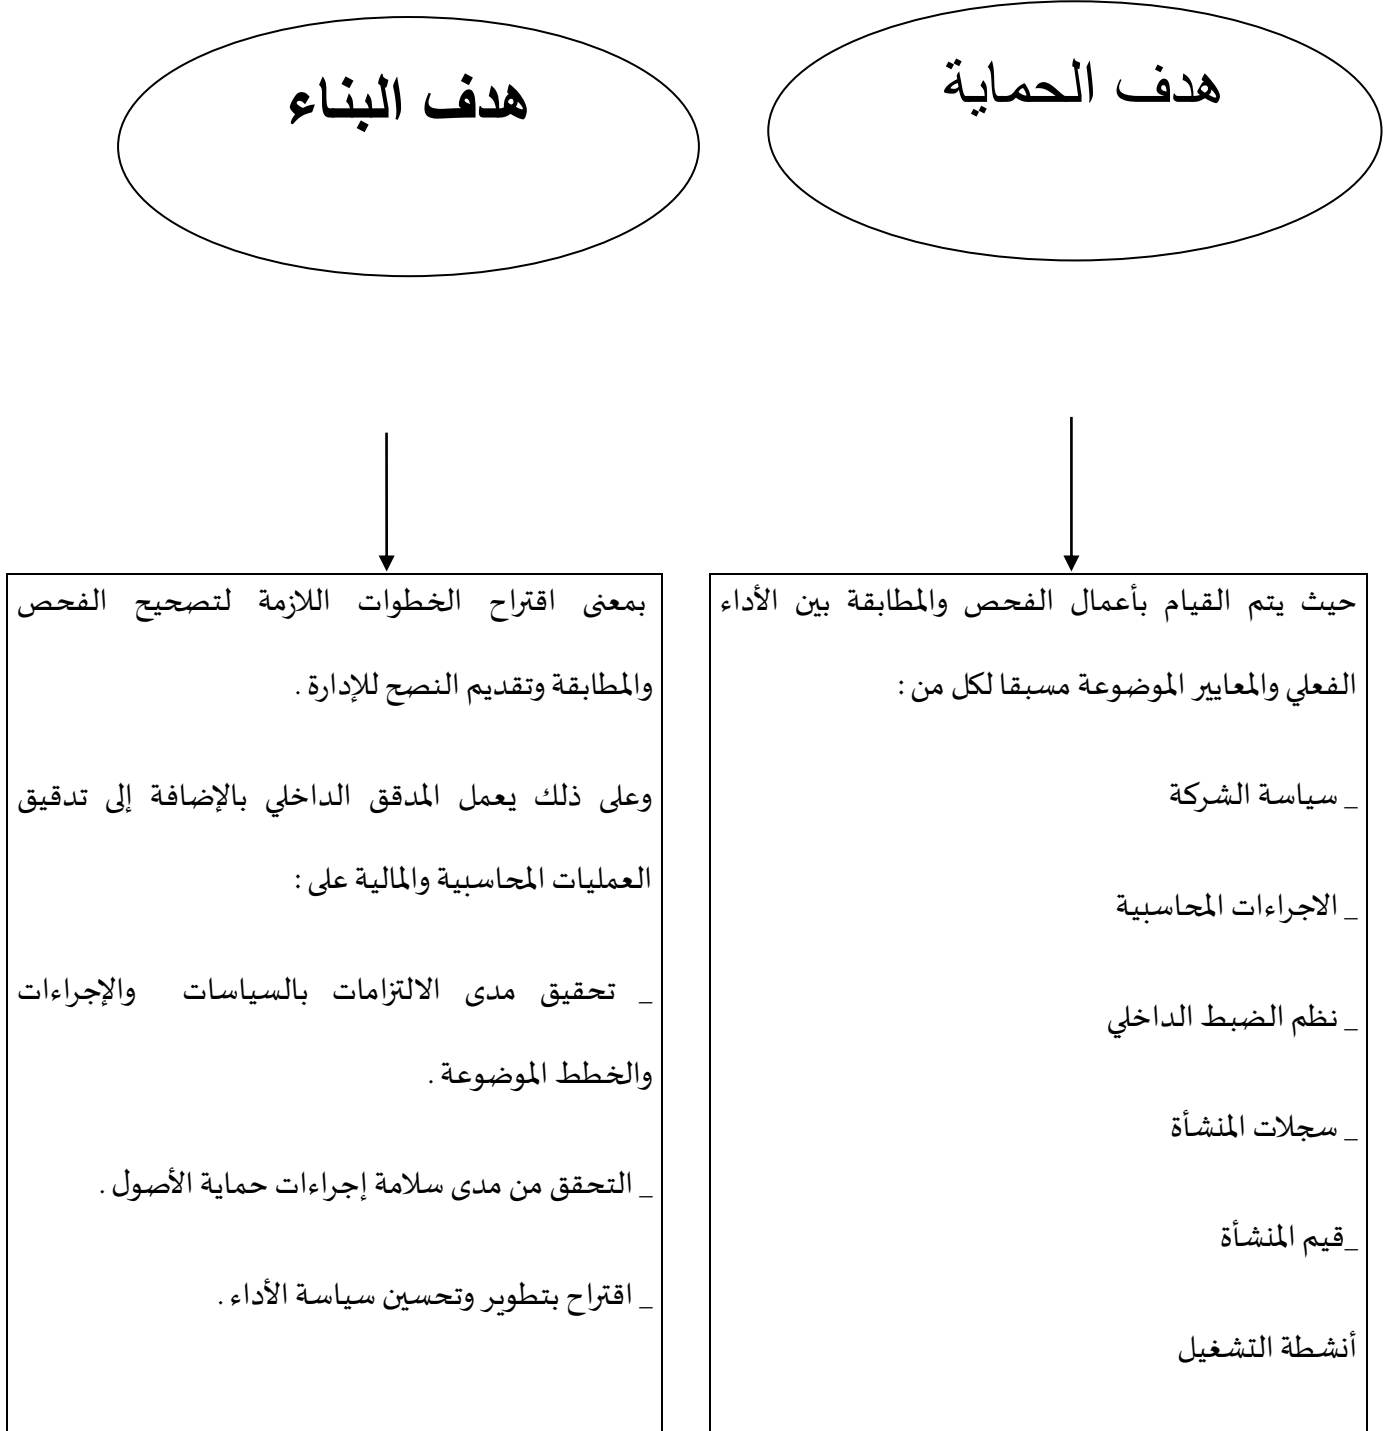 هدف الحماية
هدف البناء
حيث يتم القيام بأعمال الفحص والمطابقة بين الأداء
الفعلي والمعايير الموضوعة مسبقا لكل من :
_ سياسة الشركة
_ الاجراءات المحاسبية
_ نظم الضبط الداخلي
_ سجلات المنشأة
_قيم المنشأة
أنشطة التشغيل
بمعنى اقتراح الخطوات اللازمة لتصحيح الفحص
والمطابقة وتقديم النصح للإدارة .
وعلى ذلك يعمل المدقق الداخلي بالإضافة إلى تدقيق
العمليات المحاسبية والمالية على :
_ تحقيق مدى الالتزامات بالسياسات والإجراءات
والخطط الموضوعة .
_ التحقق من مدى سلامة إجراءات حماية الأصول .
_ اقتراح بتطوير وتحسين سياسة الأداء .